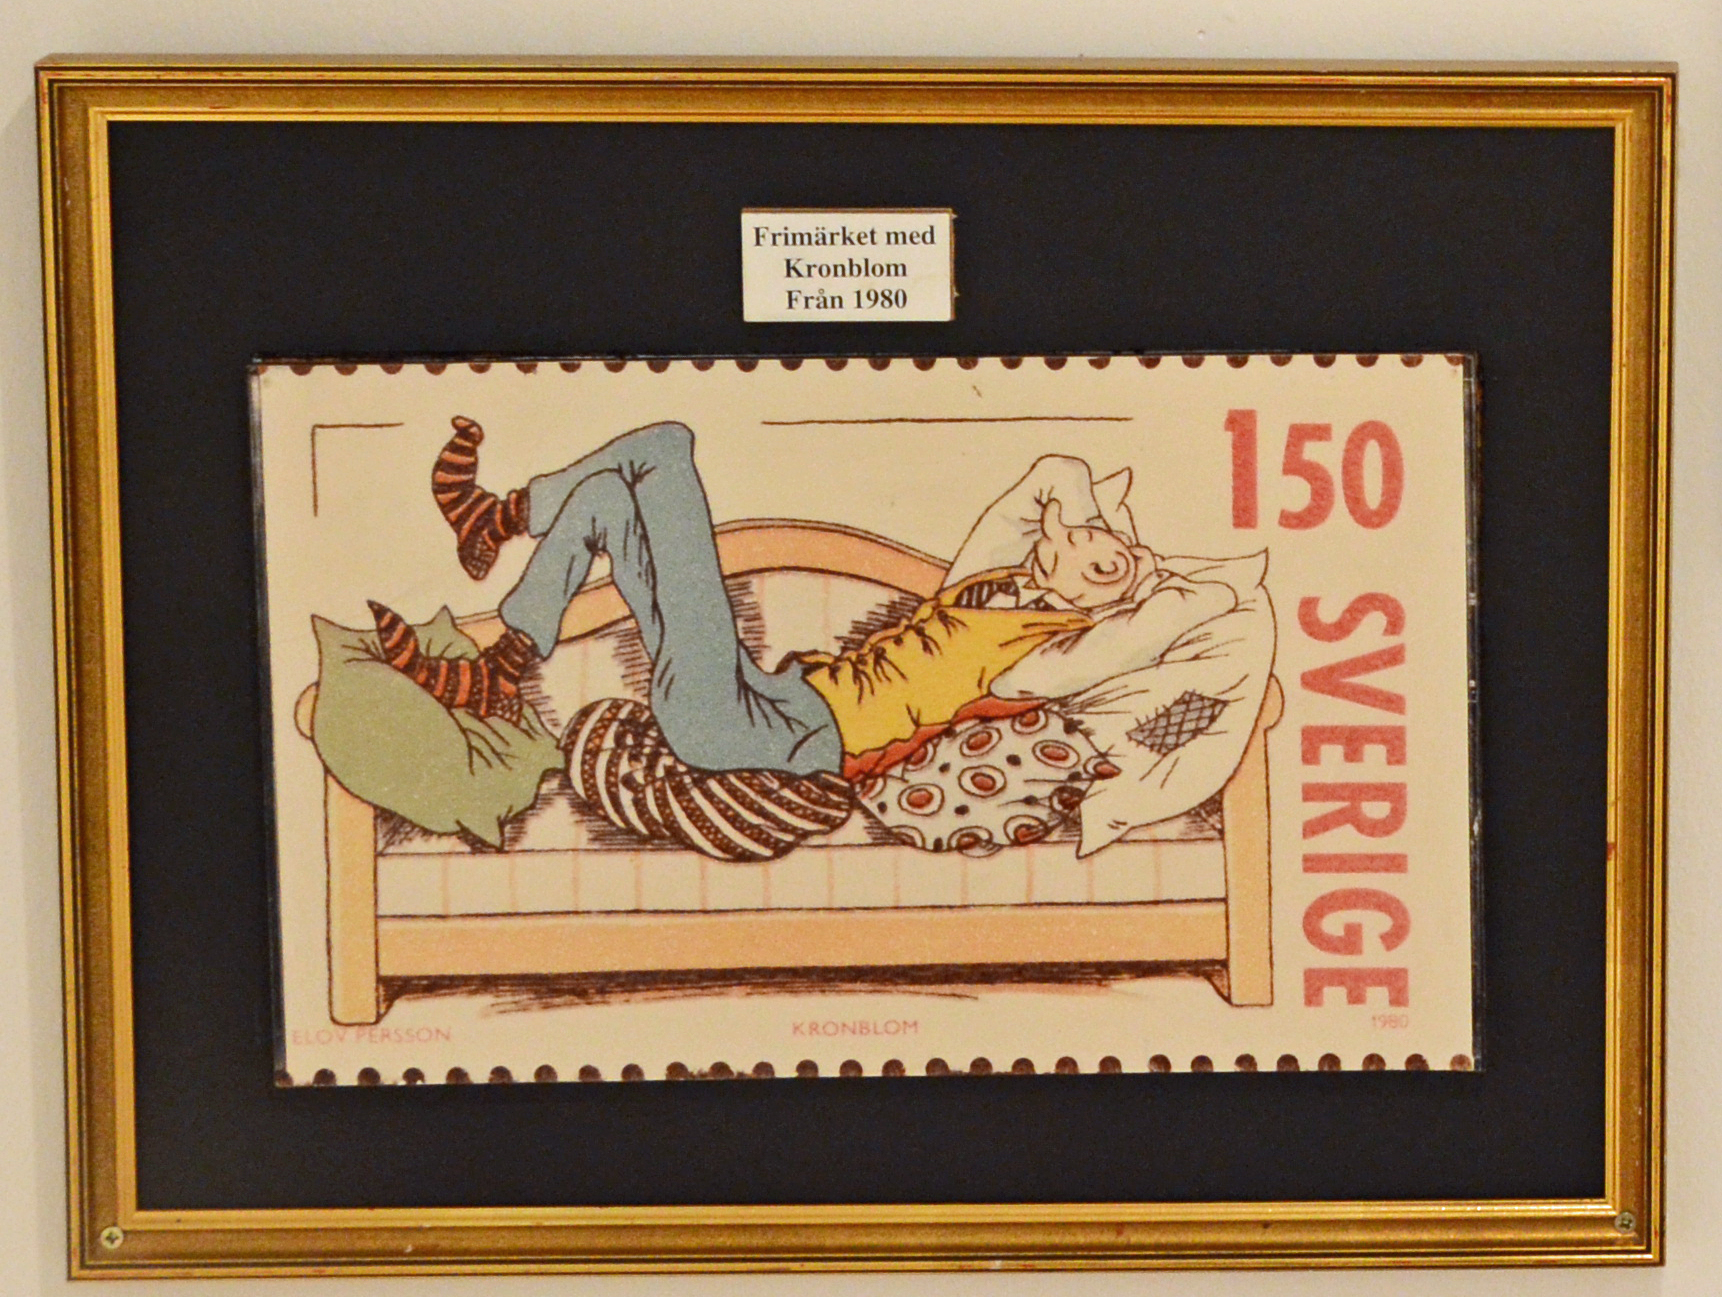 Frimärket med
Kronblom
Från 1980
150
SVERIGE
1980
ELOV PERSSON
KRONBLOM